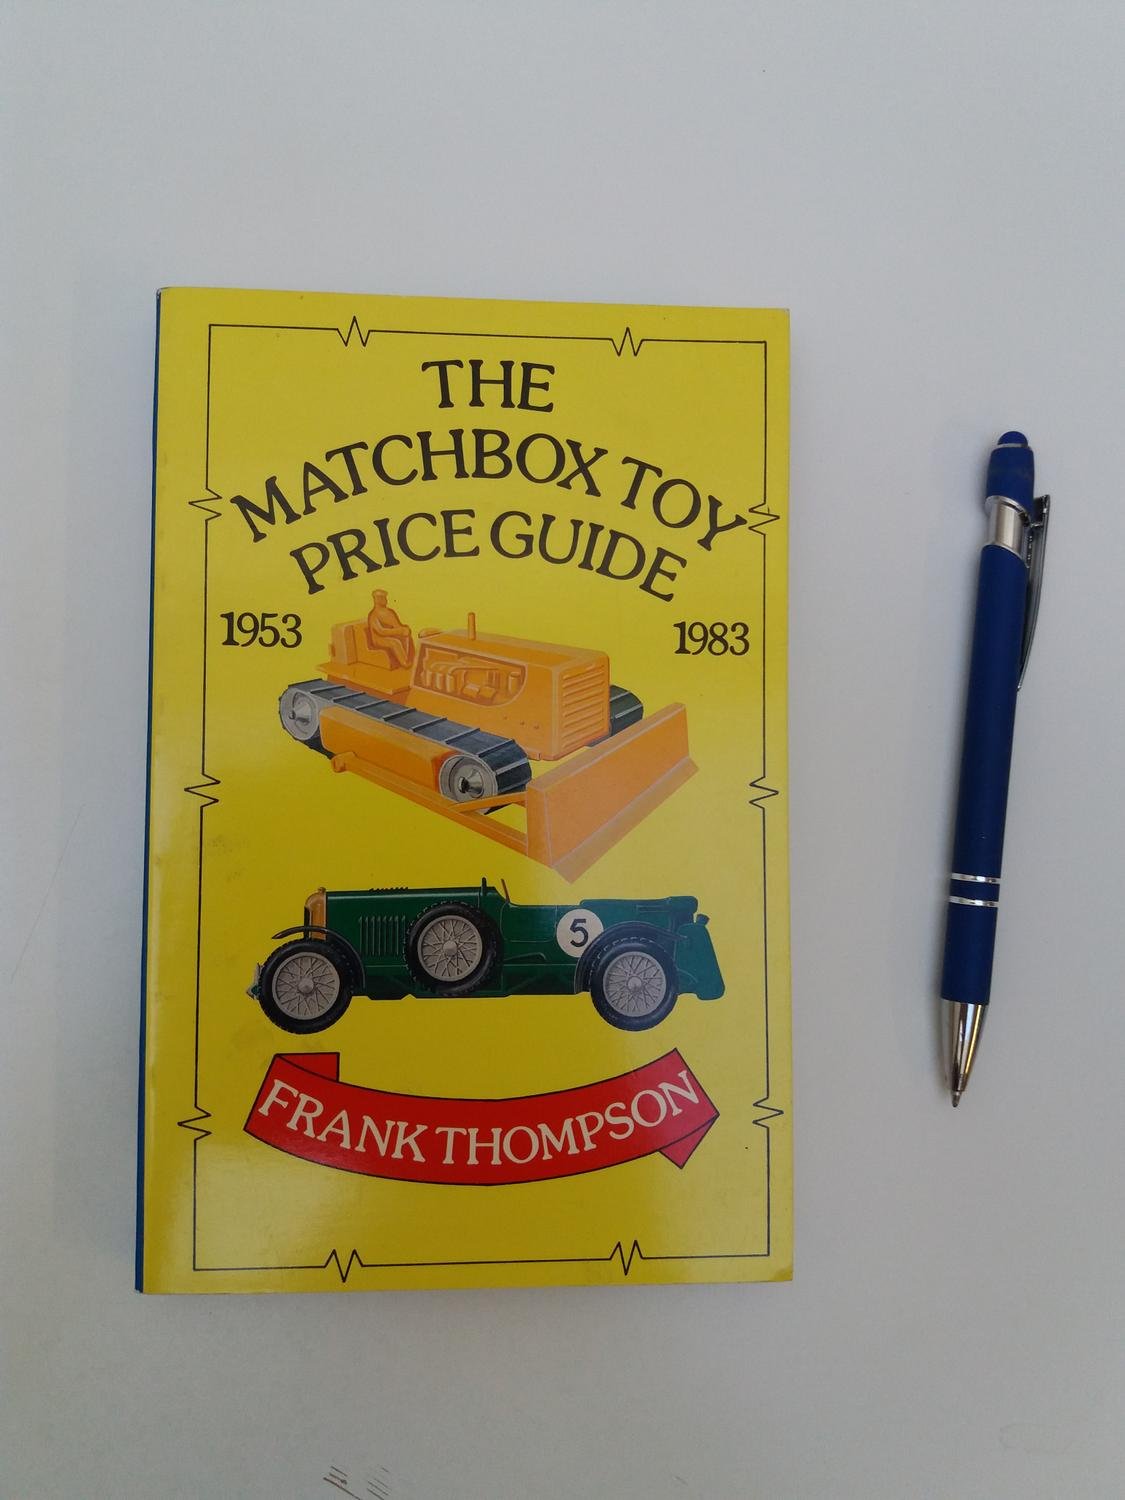 THE
MATCHBOX TOY
PRICE GUIDE
1953 1983
5
FRANK THOMPSON